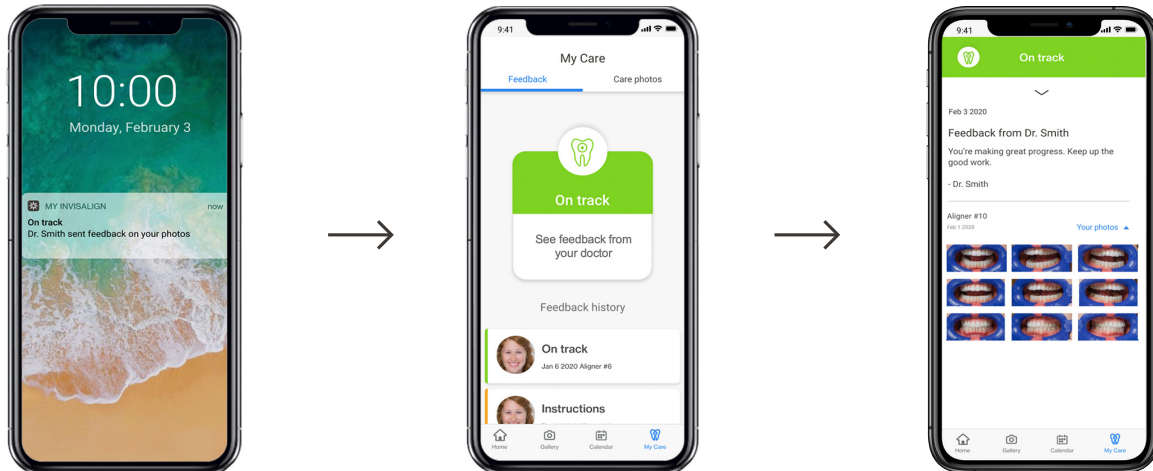 10:00
Monday, February 3
MY INVISALIGN now
On track
Dr. Smith sent feedback on your photos
9:41
My Care
Feedback Care photos
On track
See feedback from
your doctor
Feedback history
On track
Jan 6 2020 Aligner #6
Instructions
Home Gallery Calendar My Care
9:41
On track
Feb 3 2020
Feedback from Dr. Smith
You're making great progress. Keep up the
good work.
- Dr. Smith
Aligner #10
Feb 1 2020 Your photos
Home Gallery Calendar My Care